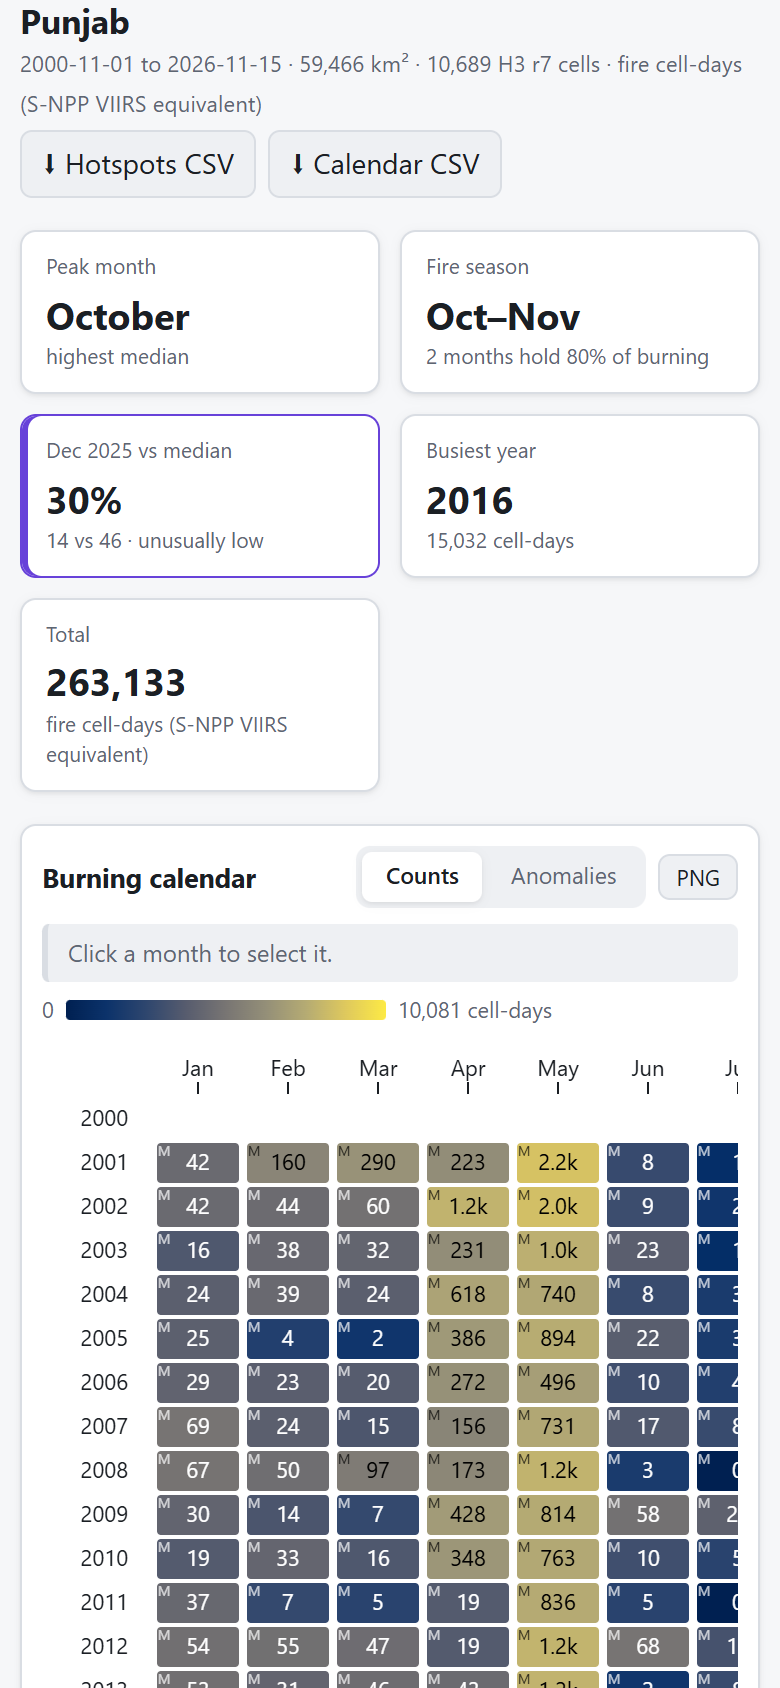 Punjab
2000-11-01 to 2026-11-15 · 59,466 km² · 10,689 H3 r7 cells · fire cell-days
(S-NPP VIIRS equivalent)
⬇ Hotspots CSV ⬇ Calendar CSV
Peak month
October
highest median
Fire season
Oct–Nov
2 months hold 80% of burning
Dec 2025 vs median
30%
14 vs 46 · unusually low
Busiest year
2016
15,032 cell-days
Total
263,133
fire cell-days (S-NPP VIIRS
equivalent)
Burning calendar Counts Anomalies PNG
Click a month to select it.
0 10,081 cell-days
Jan Feb Mar Apr May Jun
2000
2001 M 42 M 160 M 290 M 223 M 2.2k M 8 M
2002 M 42 M 44 M 60 M 1.2k M 2.0k M 9 M
2003 M 16 M 38 M 32 M 231 M 1.0k M 23 M
2004 M 24 M 39 M 24 M 618 M 740 M 8 M
2005 M 25 M 4 M 2 M 386 M 894 M 22 M
2006 M 29 M 23 M 20 M 272 M 496 M 10 M
2007 M 69 M 24 M 15 M 156 M 731 M 17 M
2008 M 67 M 50 M 97 M 173 M 1.2k M 3 M
2009 M 30 M 14 M 7 M 428 M 814 M 58 M
2010 M 19 M 33 M 16 M 348 M 763 M 10 M
2011 M 37 M 7 M 5 M 19 M 836 M 5 M
2012 M 54 M 55 M 47 M 19 M 1.2k M 68 M